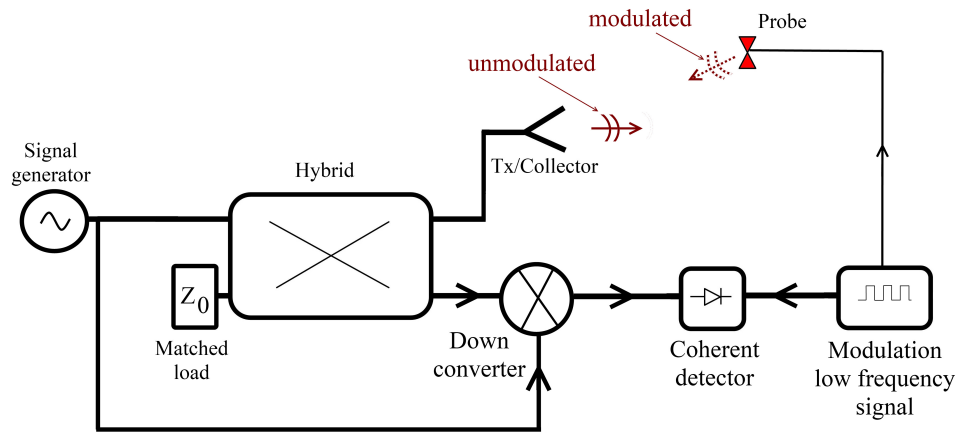 modulated
Probe
unmodulated
Tx/Collector
Signal
generator
Hybrid
Z0
Matched
load
Down
converter
Coherent
detector
Modulation
low frequency
signal